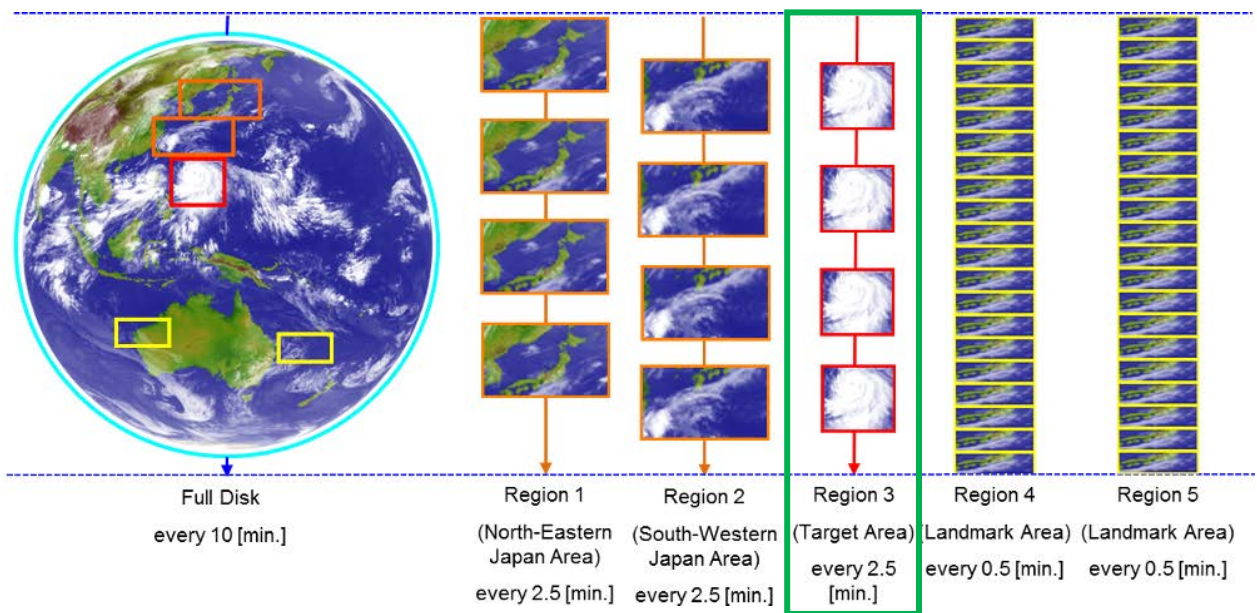 Full Disk
every 10 [min.]
Region 1
(North-Eastern
Japan Area)
every 2.5 [min.]
Region 2
(South-Western
Japan Area)
every 2.5 [min.]
Region 3
(Target Area)
every 2.5
[min.]
Region 4
(Landmark Area)
every 0.5 [min.]
Region 5
(Landmark Area)
every 0.5 [min.]